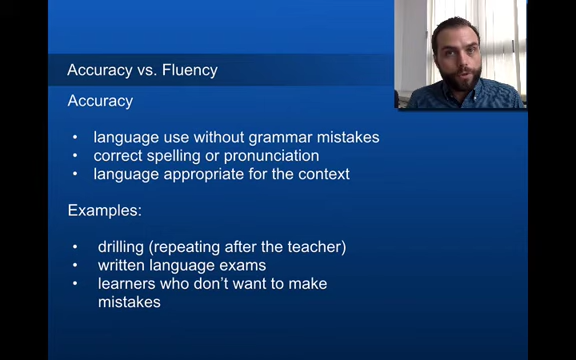 Accuracy vs. Fluency
Accuracy
• language use without grammar mistakes
• correct spelling or pronunciation
• language appropriate for the context
Examples:
• drilling (repeating after the teacher)
• written language exams
• learners who don't want to make
mistakes